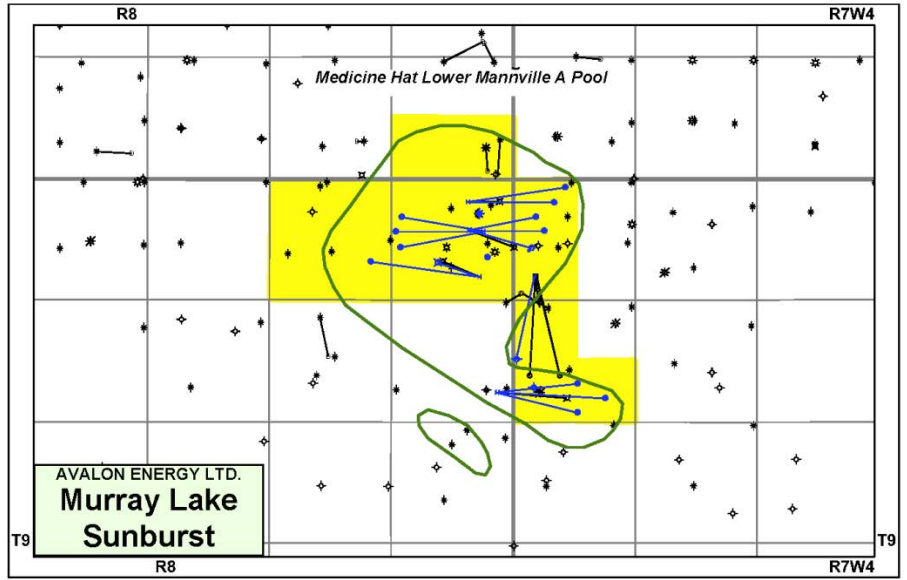 R8
R7W4
Medicine Hat Lower Mannville A Pool
AVALON ENERGY LTD.
Murray Lake
Sunburst
T9
T9
R8
R7W4